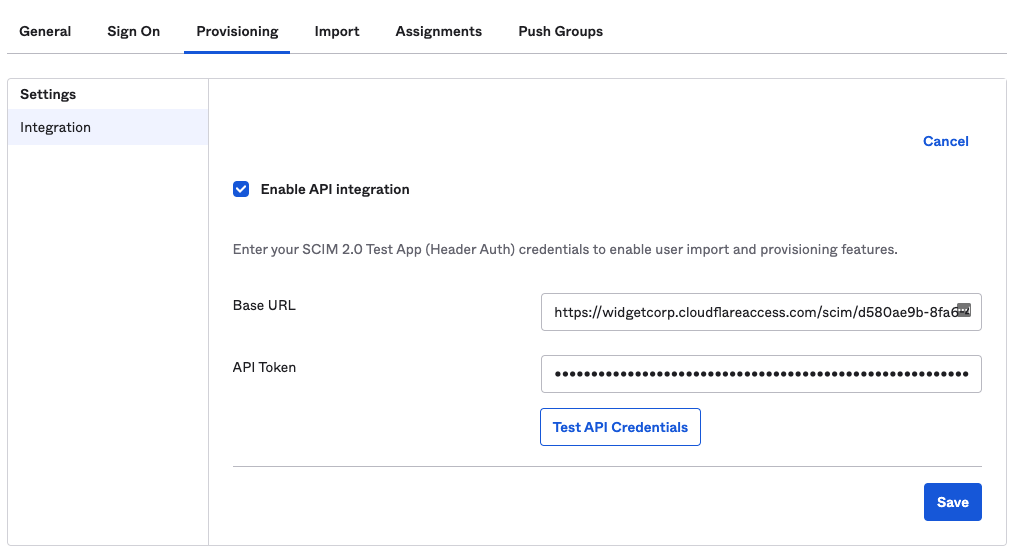 General Sign On Provisioning Import Assignments Push Groups
Settings
Integration
Cancel
Enable API integration
Enter your SCIM 2.0 Test App (Header Auth) credentials to enable user import and provisioning features.
Base URL
https://widgetcorp.cloudflareaccess.com/scim/d580ae9b-8fa6
API Token
••••••••••••••••••••••••••••••••••••••••••••••••••••••••
Test API Credentials
Save